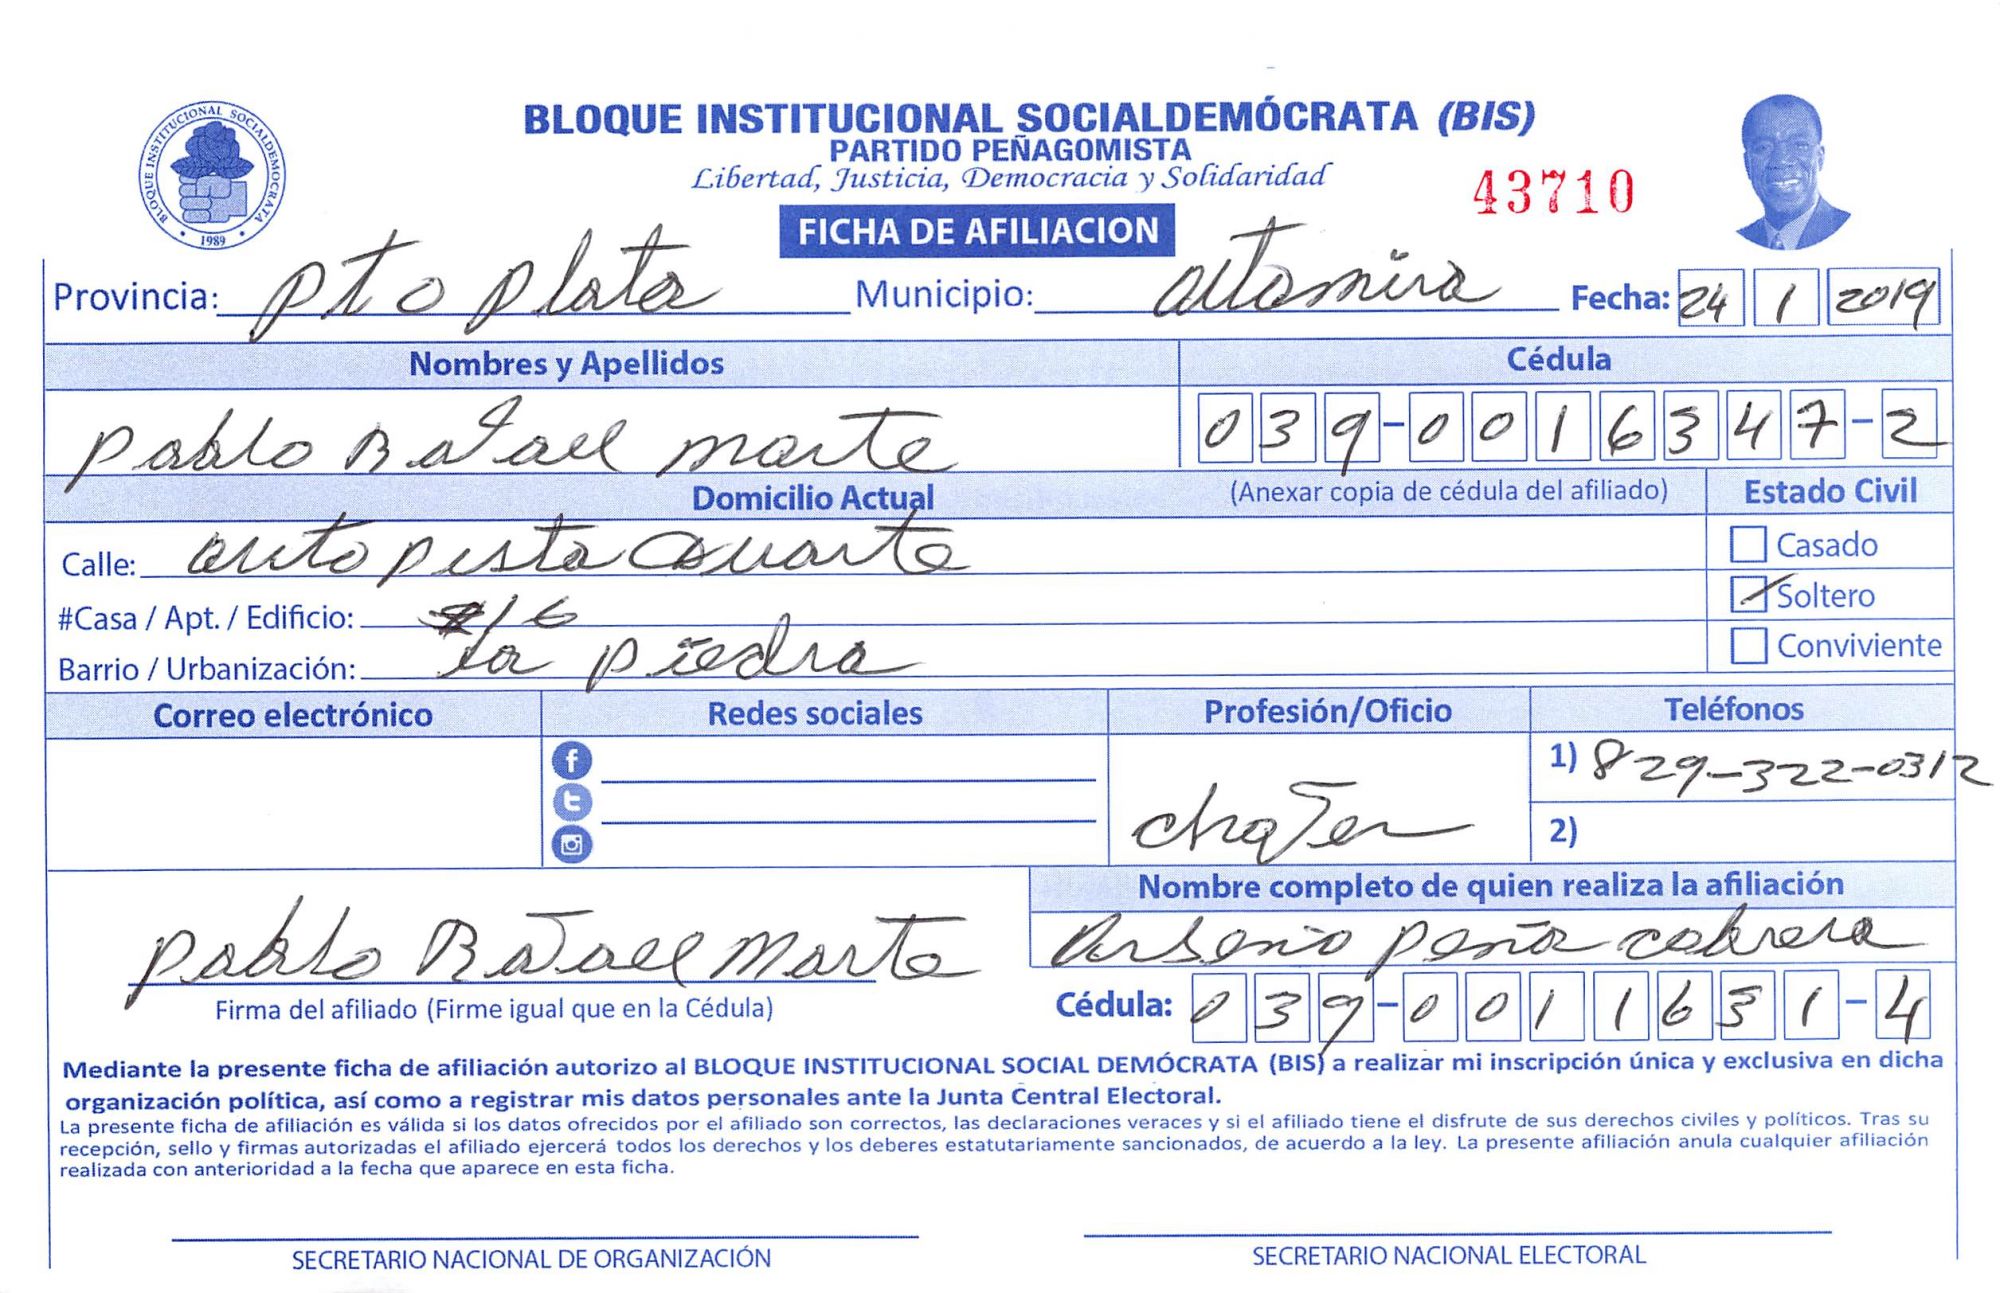 BLOQUE INSTITUCIONAL SOCIALDEMOCRATA
1989
BLOQUE INSTITUCIONAL SOCIALDEMÓCRATA (BIS)
PARTIDO PEÑAGOMISTA
Libertad, Justicia, Democracia y Solidaridad
43710
FICHA DE AFILIACION
Provincia: Pto plata Municipio: altamira Fecha: 24 1 2019
Nombres y Apellidos Cédula
pablo Rafael marte 039-0016347-2
Domicilio Actual (Anexar copia de cédula del afiliado) Estado Civil
Calle: auto pista Duarte Casado
#Casa / Apt. / Edificio: #16 Soltero
Barrio / Urbanización: la piedra Conviviente
Correo electrónico Redes sociales Profesión/Oficio Teléfonos
1) 829-322-0312
chofer
2)
Nombre completo de quien realiza la afiliación
pablo Rafael Marte Arsenio peña cabrera
Firma del afiliado (Firme igual que en la Cédula) Cédula: 039-0011631-4
Mediante la presente ficha de afiliación autorizo al BLOQUE INSTITUCIONAL SOCIAL DEMÓCRATA (BIS) a realizar mi inscripción única y exclusiva en dicha
organización política, así como a registrar mis datos personales ante la Junta Central Electoral.
La presente ficha de afiliación es válida si los datos ofrecidos por el afiliado son correctos, las declaraciones veraces y si el afiliado tiene el disfrute de sus derechos civiles y políticos. Tras su
recepción, sello y firmas autorizadas el afiliado ejercerá todos los derechos y los deberes estatutariamente sancionados, de acuerdo a la ley. La presente afiliación anula cualquier afiliación
realizada con anterioridad a la fecha que aparece en esta ficha.
SECRETARIO NACIONAL DE ORGANIZACIÓN SECRETARIO NACIONAL ELECTORAL